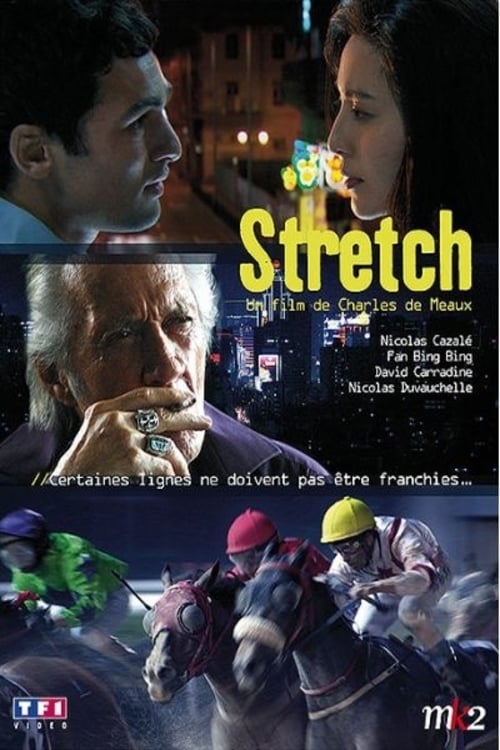 Stretch
Un film de Charles de Meaux
Nicolas Cazalé
Fan Bing Bing
David Carradine
Nicolas Duvauchelle
//Certaines lignes ne doivent pas être franchies...
TF1
VIDEO
mk2